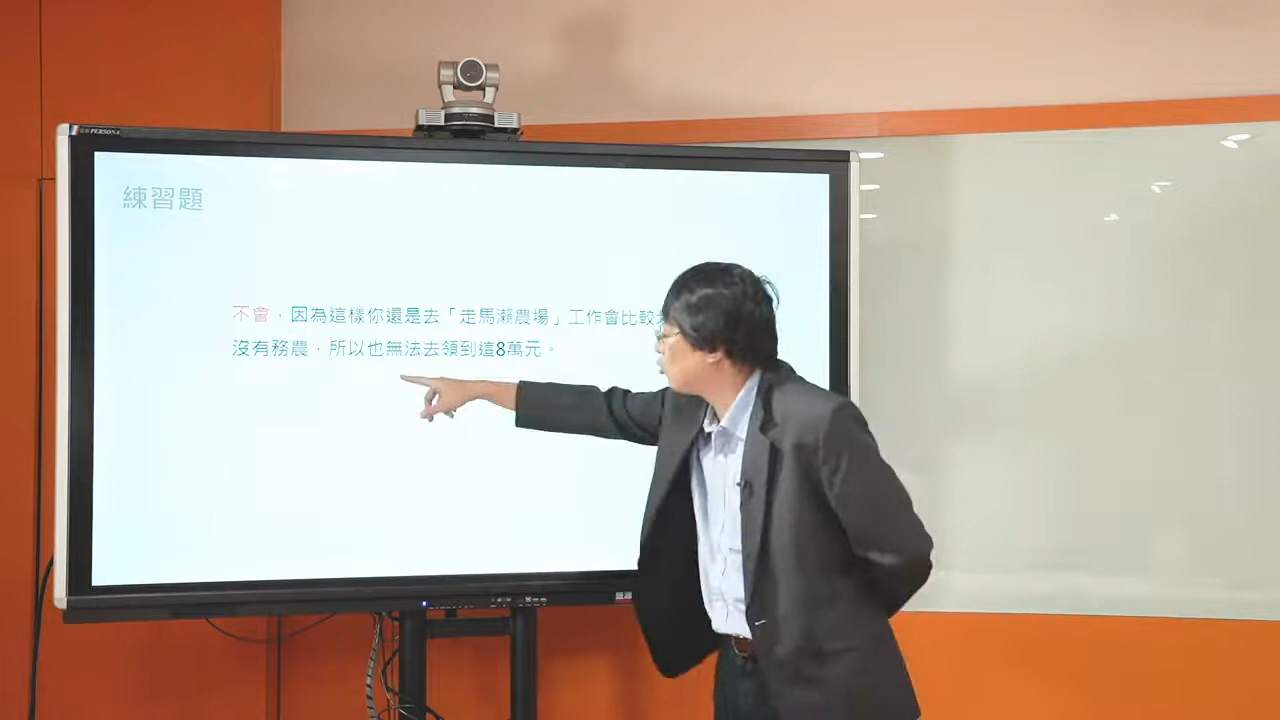 PERSONA
練習題
不會，因為這樣你還是去「走馬瀨農場」工作會比較
沒有務農，所以也無法去領到這8萬元。